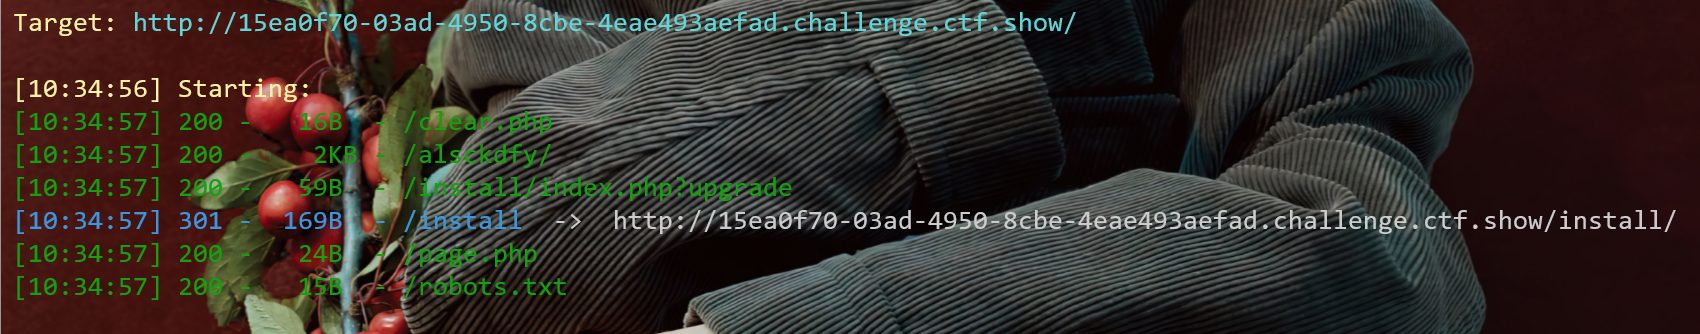 Target: http://15ea0f70-03ad-4950-8cbe-4eae493aefad.challenge.ctf.show/
[10:34:56] Starting:
[10:34:57] 200 -   16B  - /clear.php
[10:34:57] 200 -    2KB - /alsckdfy/
[10:34:57] 200 -   59B  - /install/index.php?upgrade
[10:34:57] 301 -  169B  - /install  ->  http://15ea0f70-03ad-4950-8cbe-4eae493aefad.challenge.ctf.show/install/
[10:34:57] 200 -   24B  - /page.php
[10:34:57] 200 -   15B  - /robots.txt